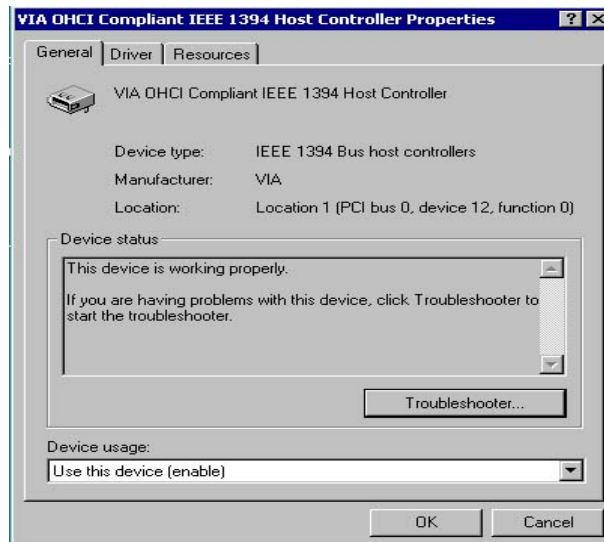 VIA OHCI Compliant IEEE 1394 Host Controller Properties
General Driver Resources
VIA OHCI Compliant IEEE 1394 Host Controller
Device type: IEEE 1394 Bus host controllers
Manufacturer: VIA
Location: Location 1 (PCI bus 0, device 12, function 0)
Device status
This device is working properly.
If you are having problems with this device, click Troubleshooter to
start the troubleshooter.
Troubleshooter...
Device usage:
Use this device (enable)
OK Cancel